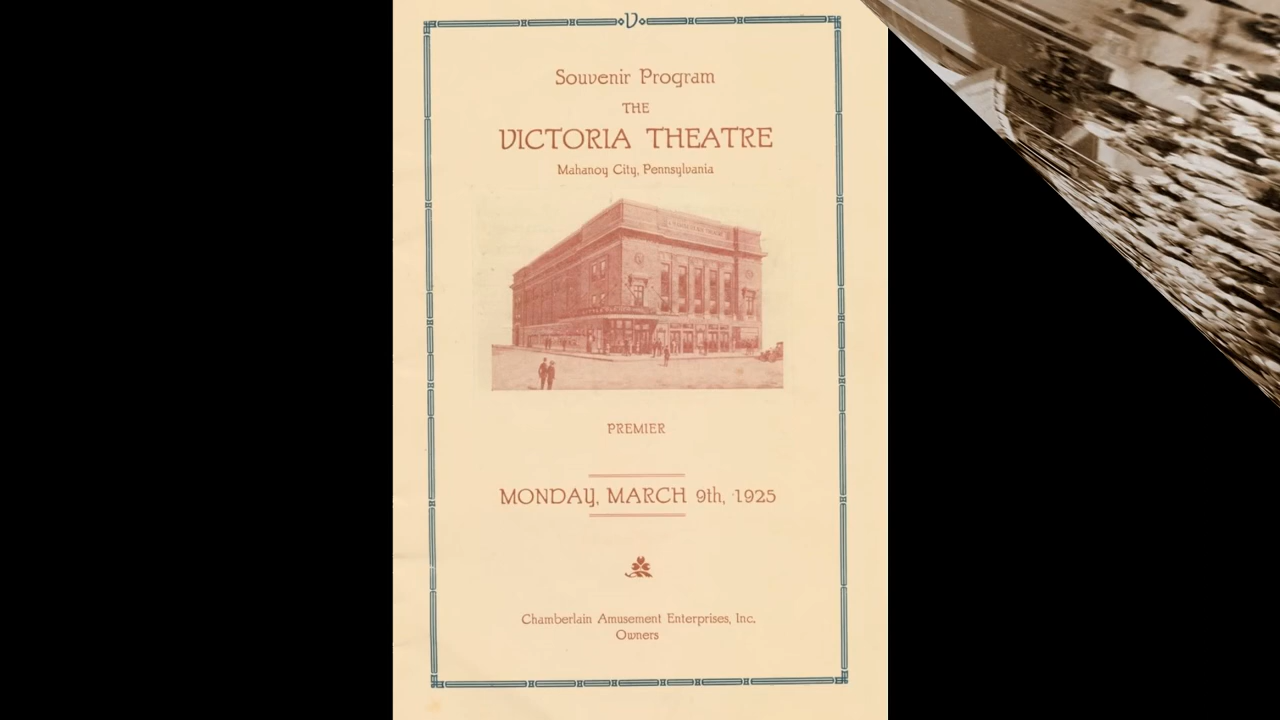 V
Souvenir Program
THE
VICTORIA THEATRE
Mahanoy City, Pennsylvania
PREMIER
MONDAY, MARCH 9th, 1925
Chamberlain Amusement Enterprises, Inc.
Owners